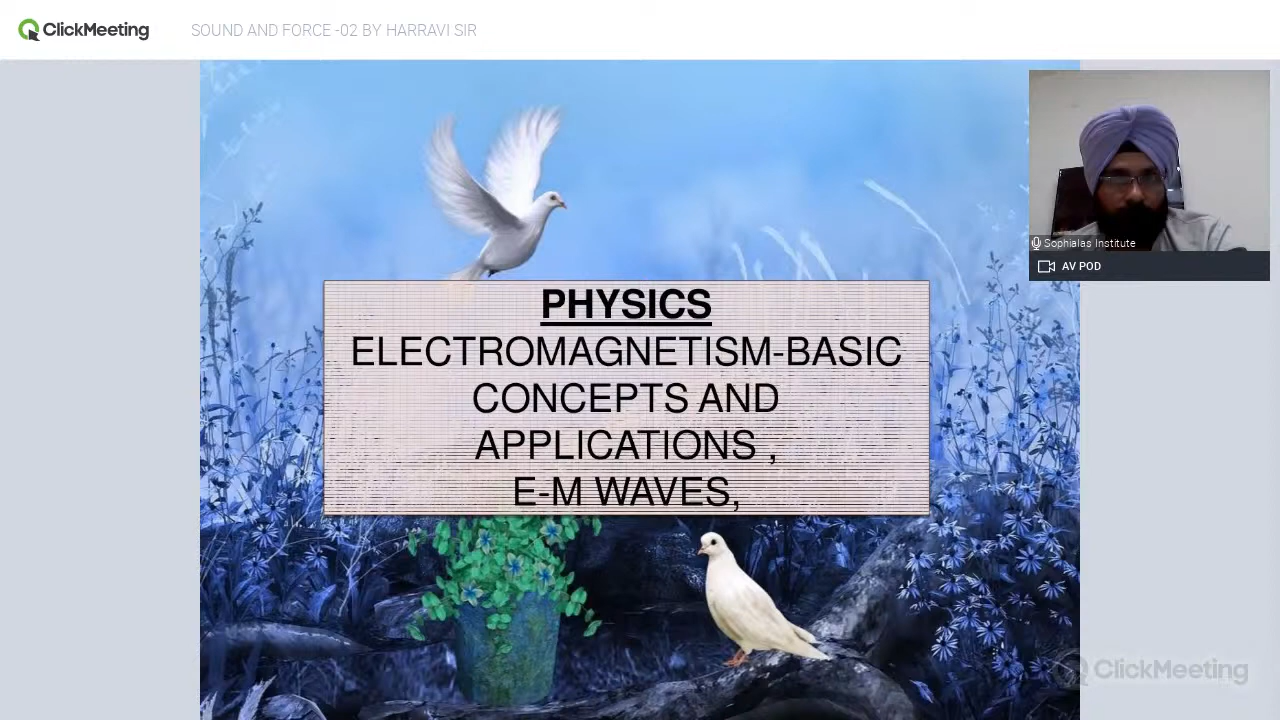 ClickMeeting
SOUND AND FORCE -02 BY HARRAVI SIR
Sophialas Institute
AV POD
PHYSICS
ELECTROMAGNETISM-BASIC
CONCEPTS AND
APPLICATIONS ,
E-M WAVES,
ClickMeeting